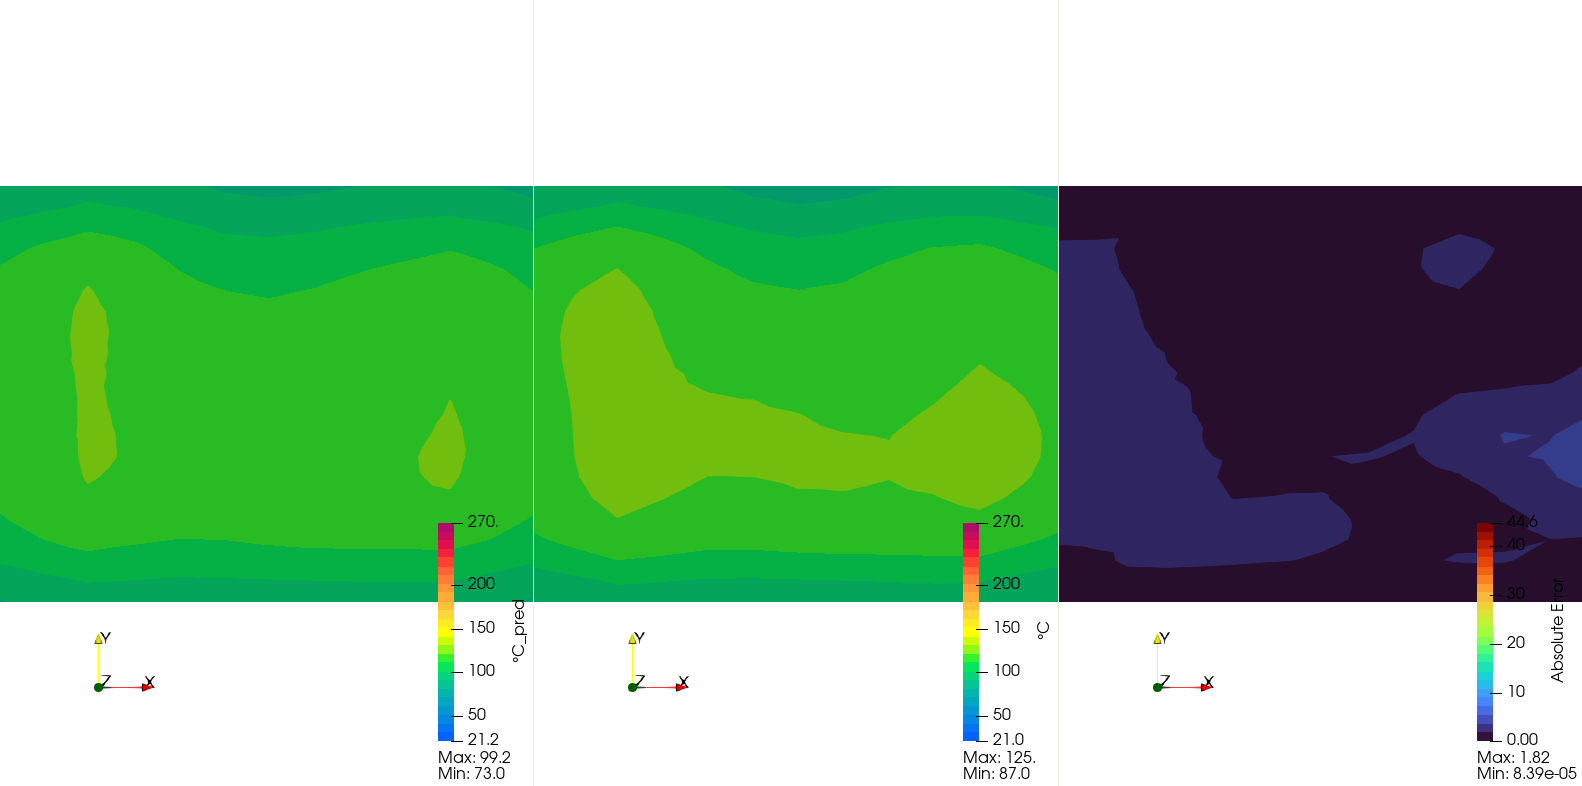 270.
200
150
100
50
21.2
°C_pred
Max: 99.2
Min: 73.0
Y
Z
X
270.
200
150
100
50
21.0
°C
Max: 125.
Min: 87.0
Y
Z
X
44.6
40
30
20
10
0.00
Absolute Error
Max: 1.82
Min: 8.39e-05
Y
Z
X